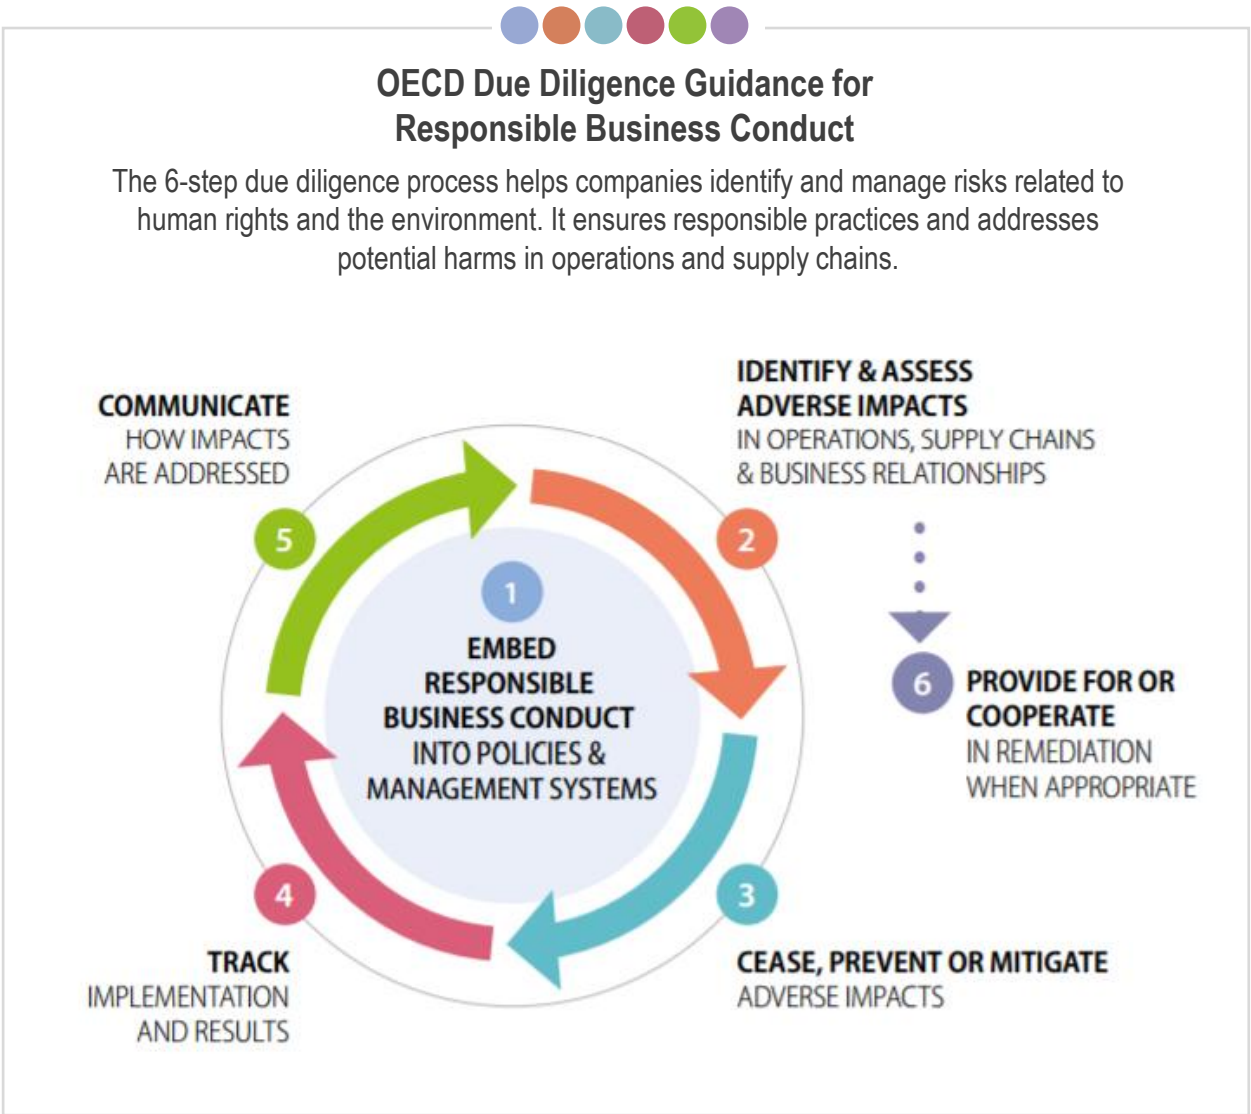 OECD Due Diligence Guidance for
Responsible Business Conduct
The 6-step due diligence process helps companies identify and manage risks related to
human rights and the environment. It ensures responsible practices and addresses
potential harms in operations and supply chains.
1
EMBED
RESPONSIBLE
BUSINESS CONDUCT
INTO POLICIES &
MANAGEMENT SYSTEMS
2
IDENTIFY & ASSESS
ADVERSE IMPACTS
IN OPERATIONS, SUPPLY CHAINS
& BUSINESS RELATIONSHIPS
3
CEASE, PREVENT OR MITIGATE
ADVERSE IMPACTS
4
TRACK
IMPLEMENTATION
AND RESULTS
5
COMMUNICATE
HOW IMPACTS
ARE ADDRESSED
6
PROVIDE FOR OR
COOPERATE
IN REMEDIATION
WHEN APPROPRIATE